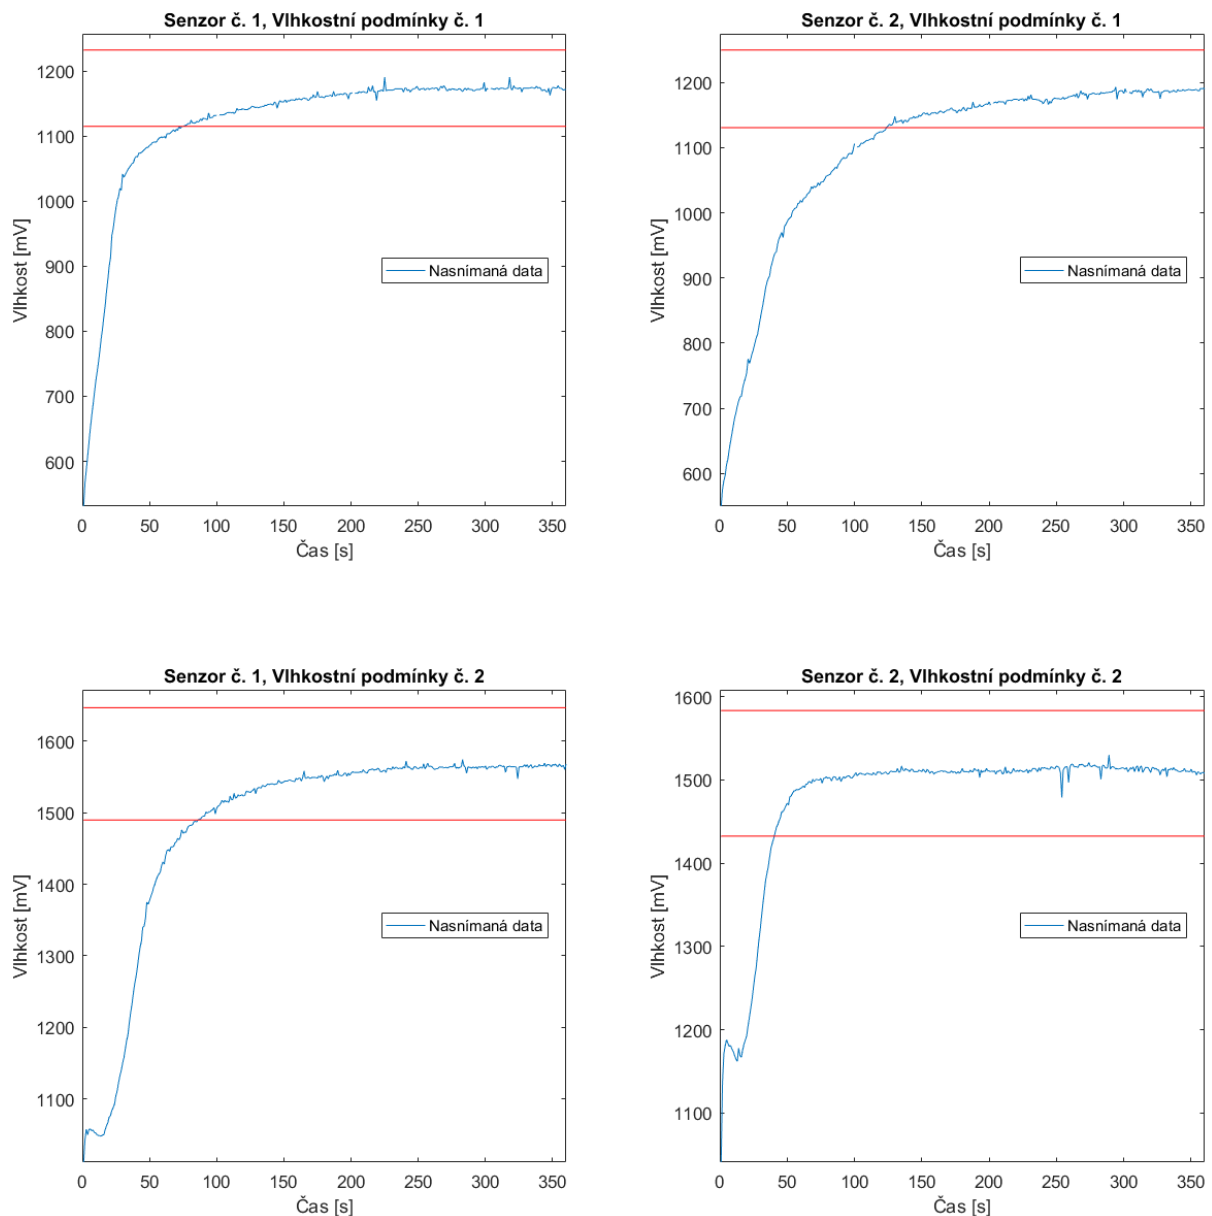 Senzor č. 1, Vlhkostní podmínky č. 1
Vlhkost [mV]
1200
1100
1000
900
800
700
600
0 50 100 150 200 250 300 350
Čas [s]
Nasnímaná data
Senzor č. 2, Vlhkostní podmínky č. 1
Vlhkost [mV]
1200
1100
1000
900
800
700
600
0 50 100 150 200 250 300 350
Čas [s]
Nasnímaná data
Senzor č. 1, Vlhkostní podmínky č. 2
Vlhkost [mV]
1600
1500
1400
1300
1200
1100
0 50 100 150 200 250 300 350
Čas [s]
Nasnímaná data
Senzor č. 2, Vlhkostní podmínky č. 2
Vlhkost [mV]
1600
1500
1400
1300
1200
1100
0 50 100 150 200 250 300 350
Čas [s]
Nasnímaná data